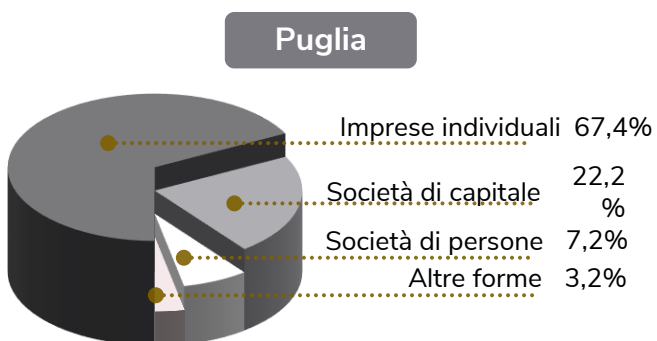 Puglia
Imprese individuali 67,4%
Società di capitale 22,2
%
Società di persone 7,2%
Altre forme 3,2%